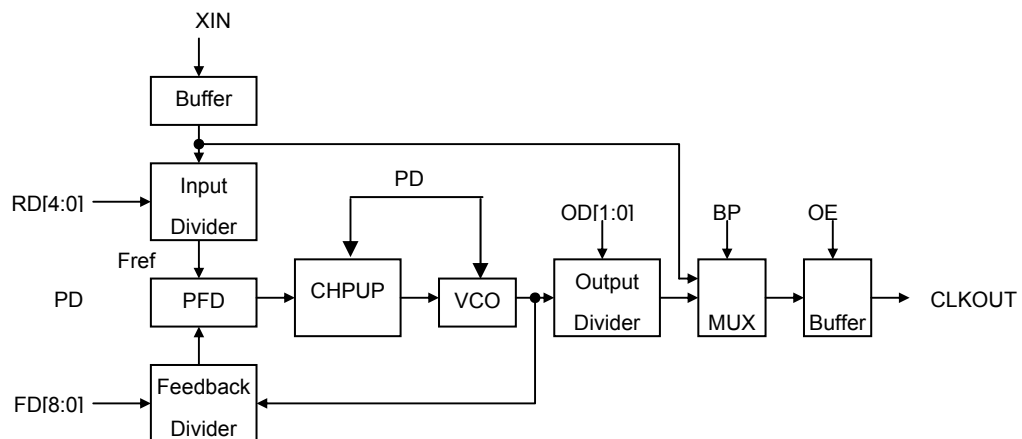 XIN
Buffer
Input
Divider
RD[4:0]
PD
OD[1:0]
BP
OE
Fref
PD
PFD
CHPUP
VCO
Output
Divider
MUX
Buffer
CLKOUT
Feedback
Divider
FD[8:0]